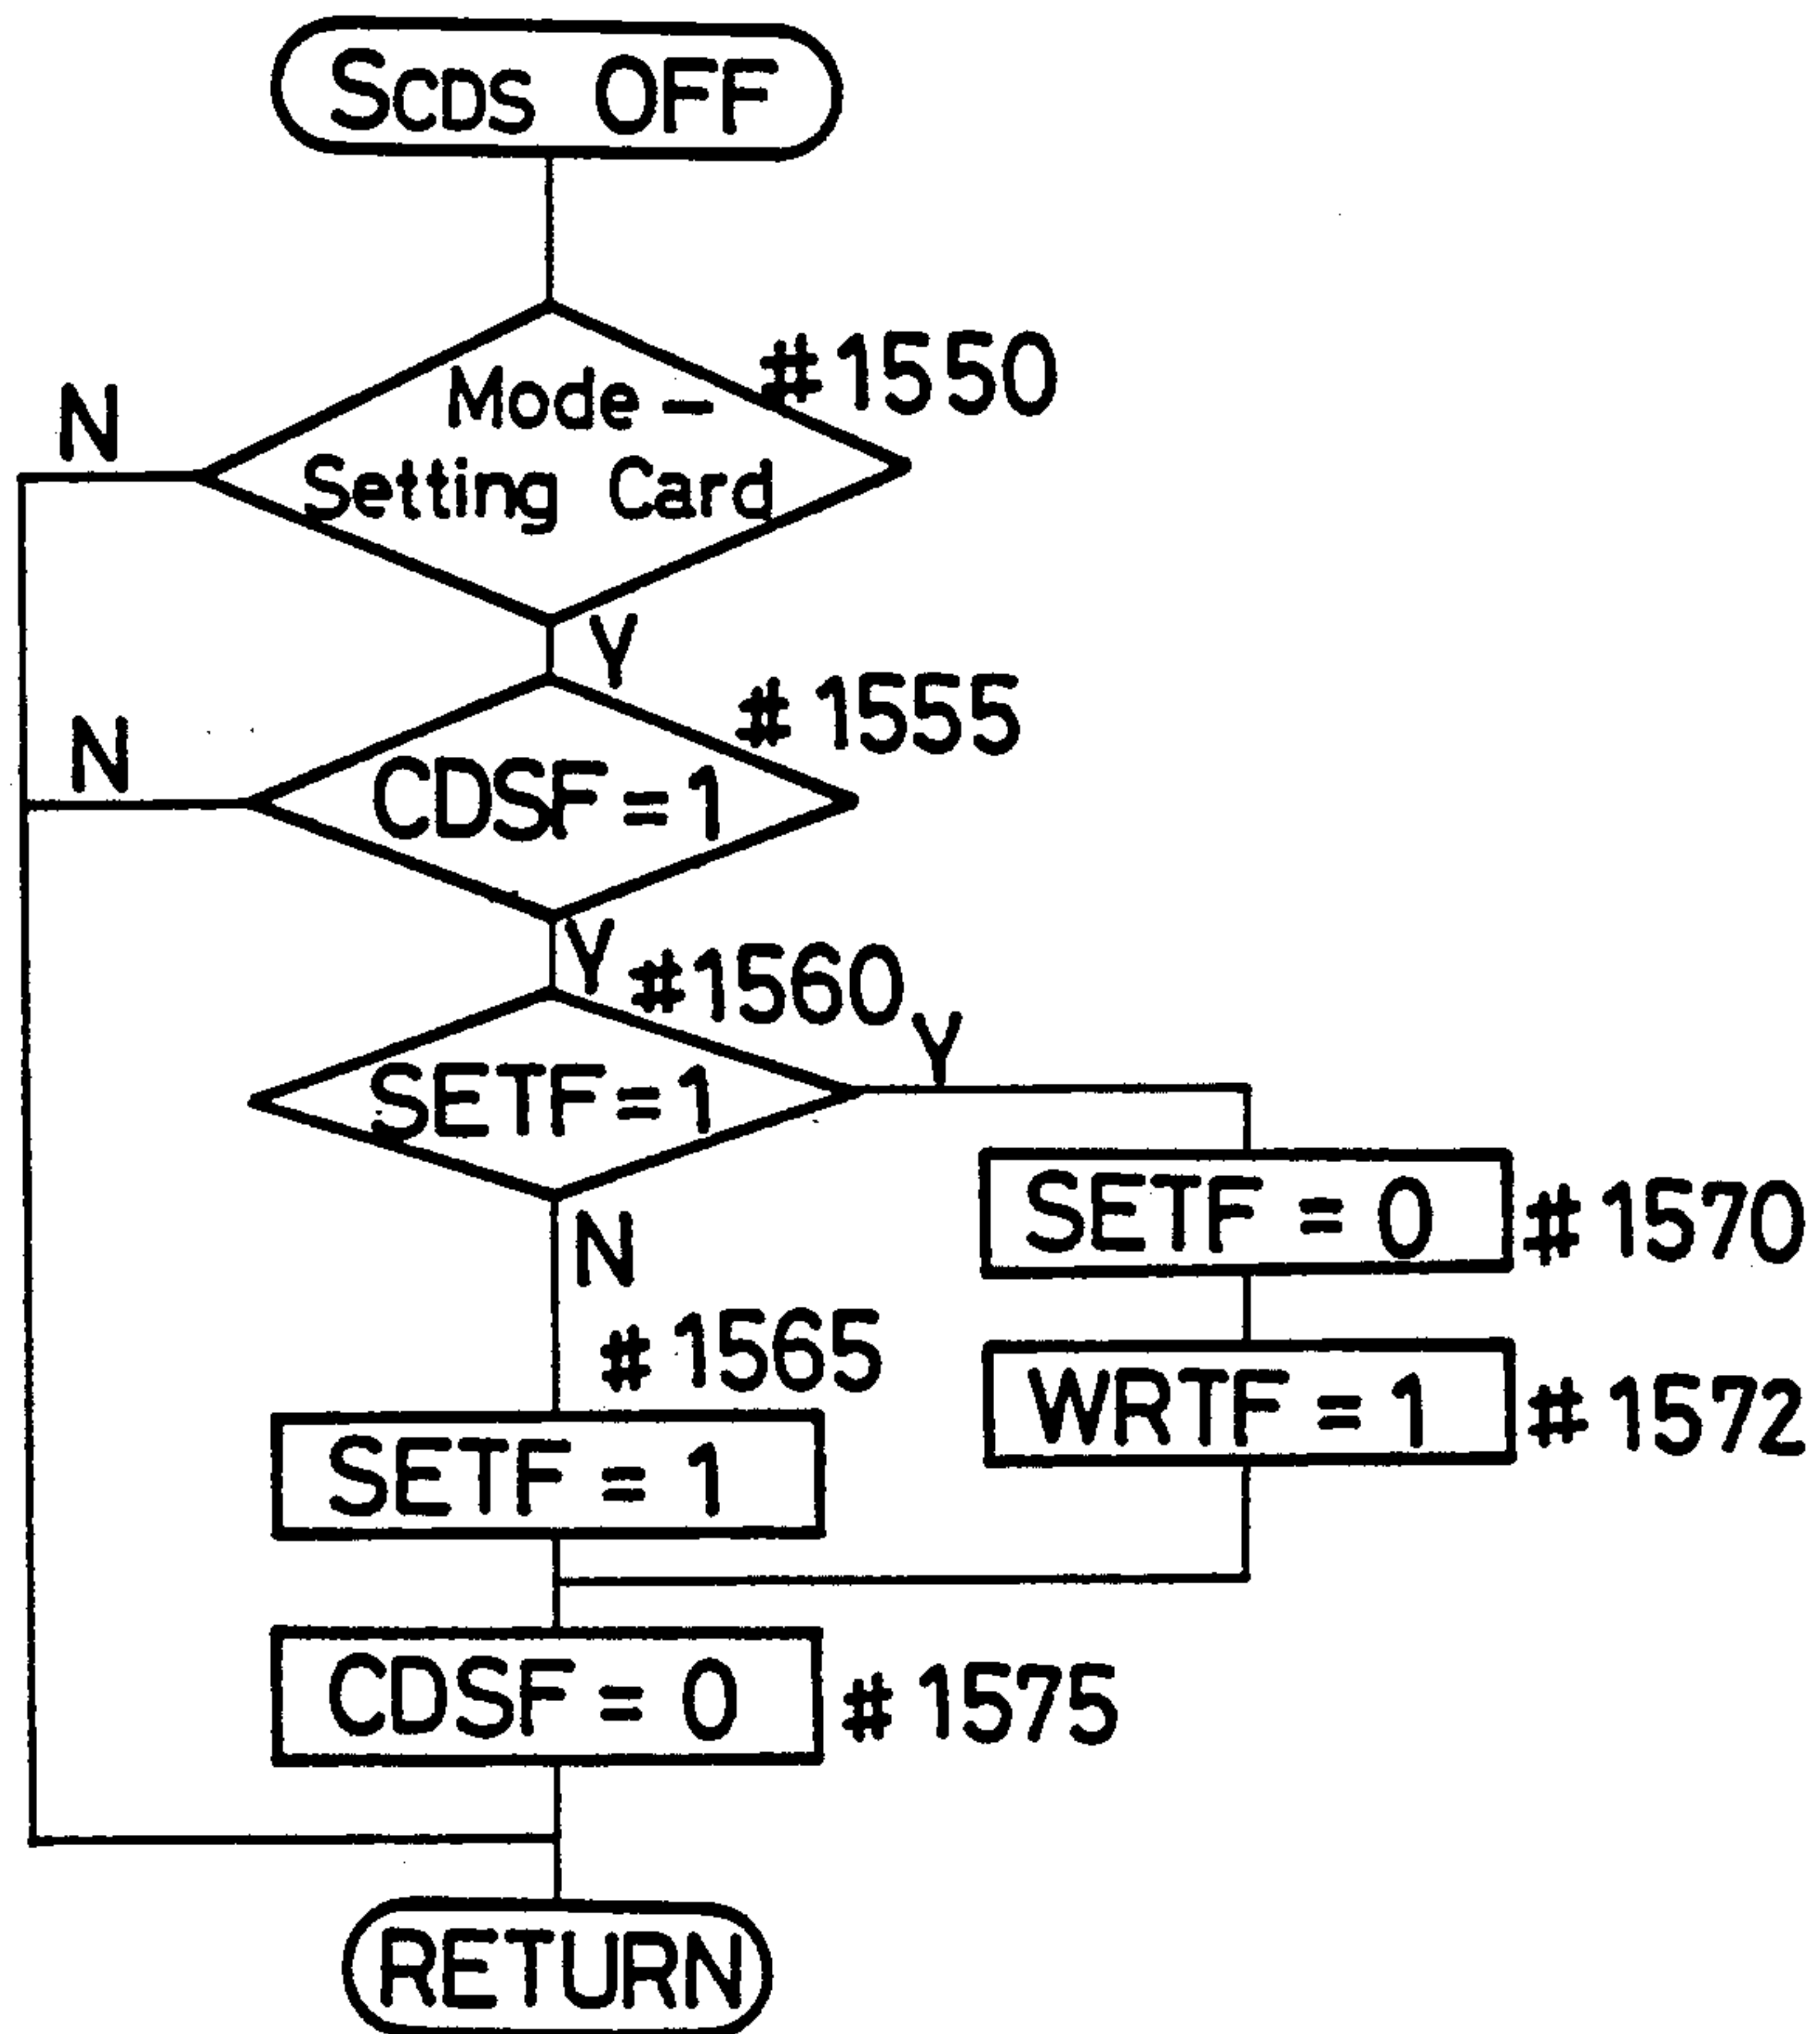 SCDS OFF
#1550
Mode-
Setting Card
N
Y
#1555
CDSF=1
N
Y
#1560
SETF=1
Y
N
SETF=0
#1570
#1565
WRTF=1
#1572
SETF=1
CDSF=0
#1575
RETURN